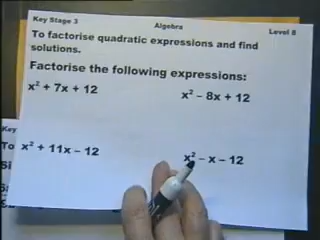 Key Stage 3 Algebra Level 8
To factorise quadratic expressions and find
solutions.
Factorise the following expressions:
x² + 7x + 12 x² – 8x + 12
x² + 11x – 12 x² – x – 12
Key
To